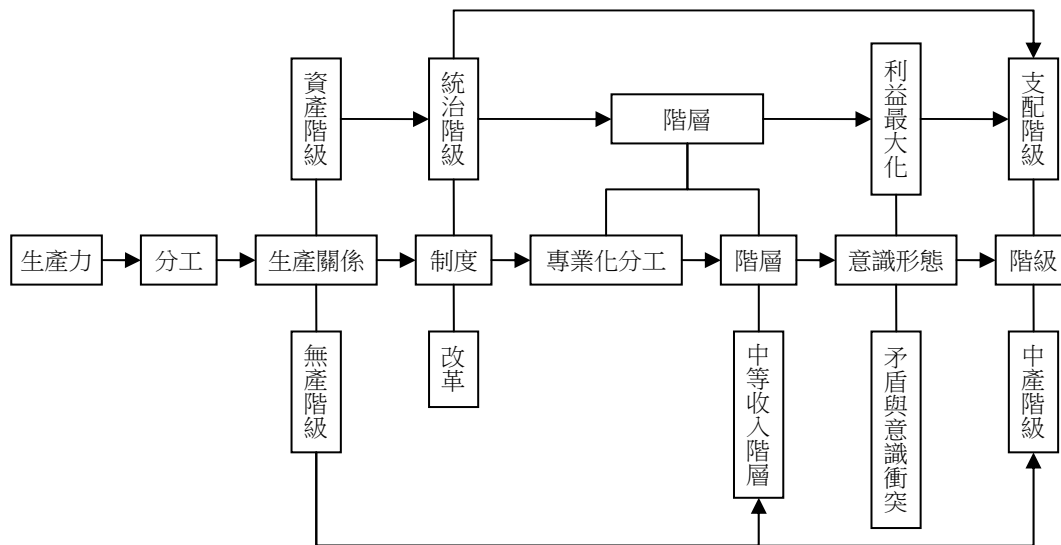 資產階級
統治階級
階層
利益最大化
支配階級
生產力
分工
生產關係
制度
專業化分工
階層
意識形態
階級
無產階級
改革
中等收入階層
矛盾與意識衝突
中產階級